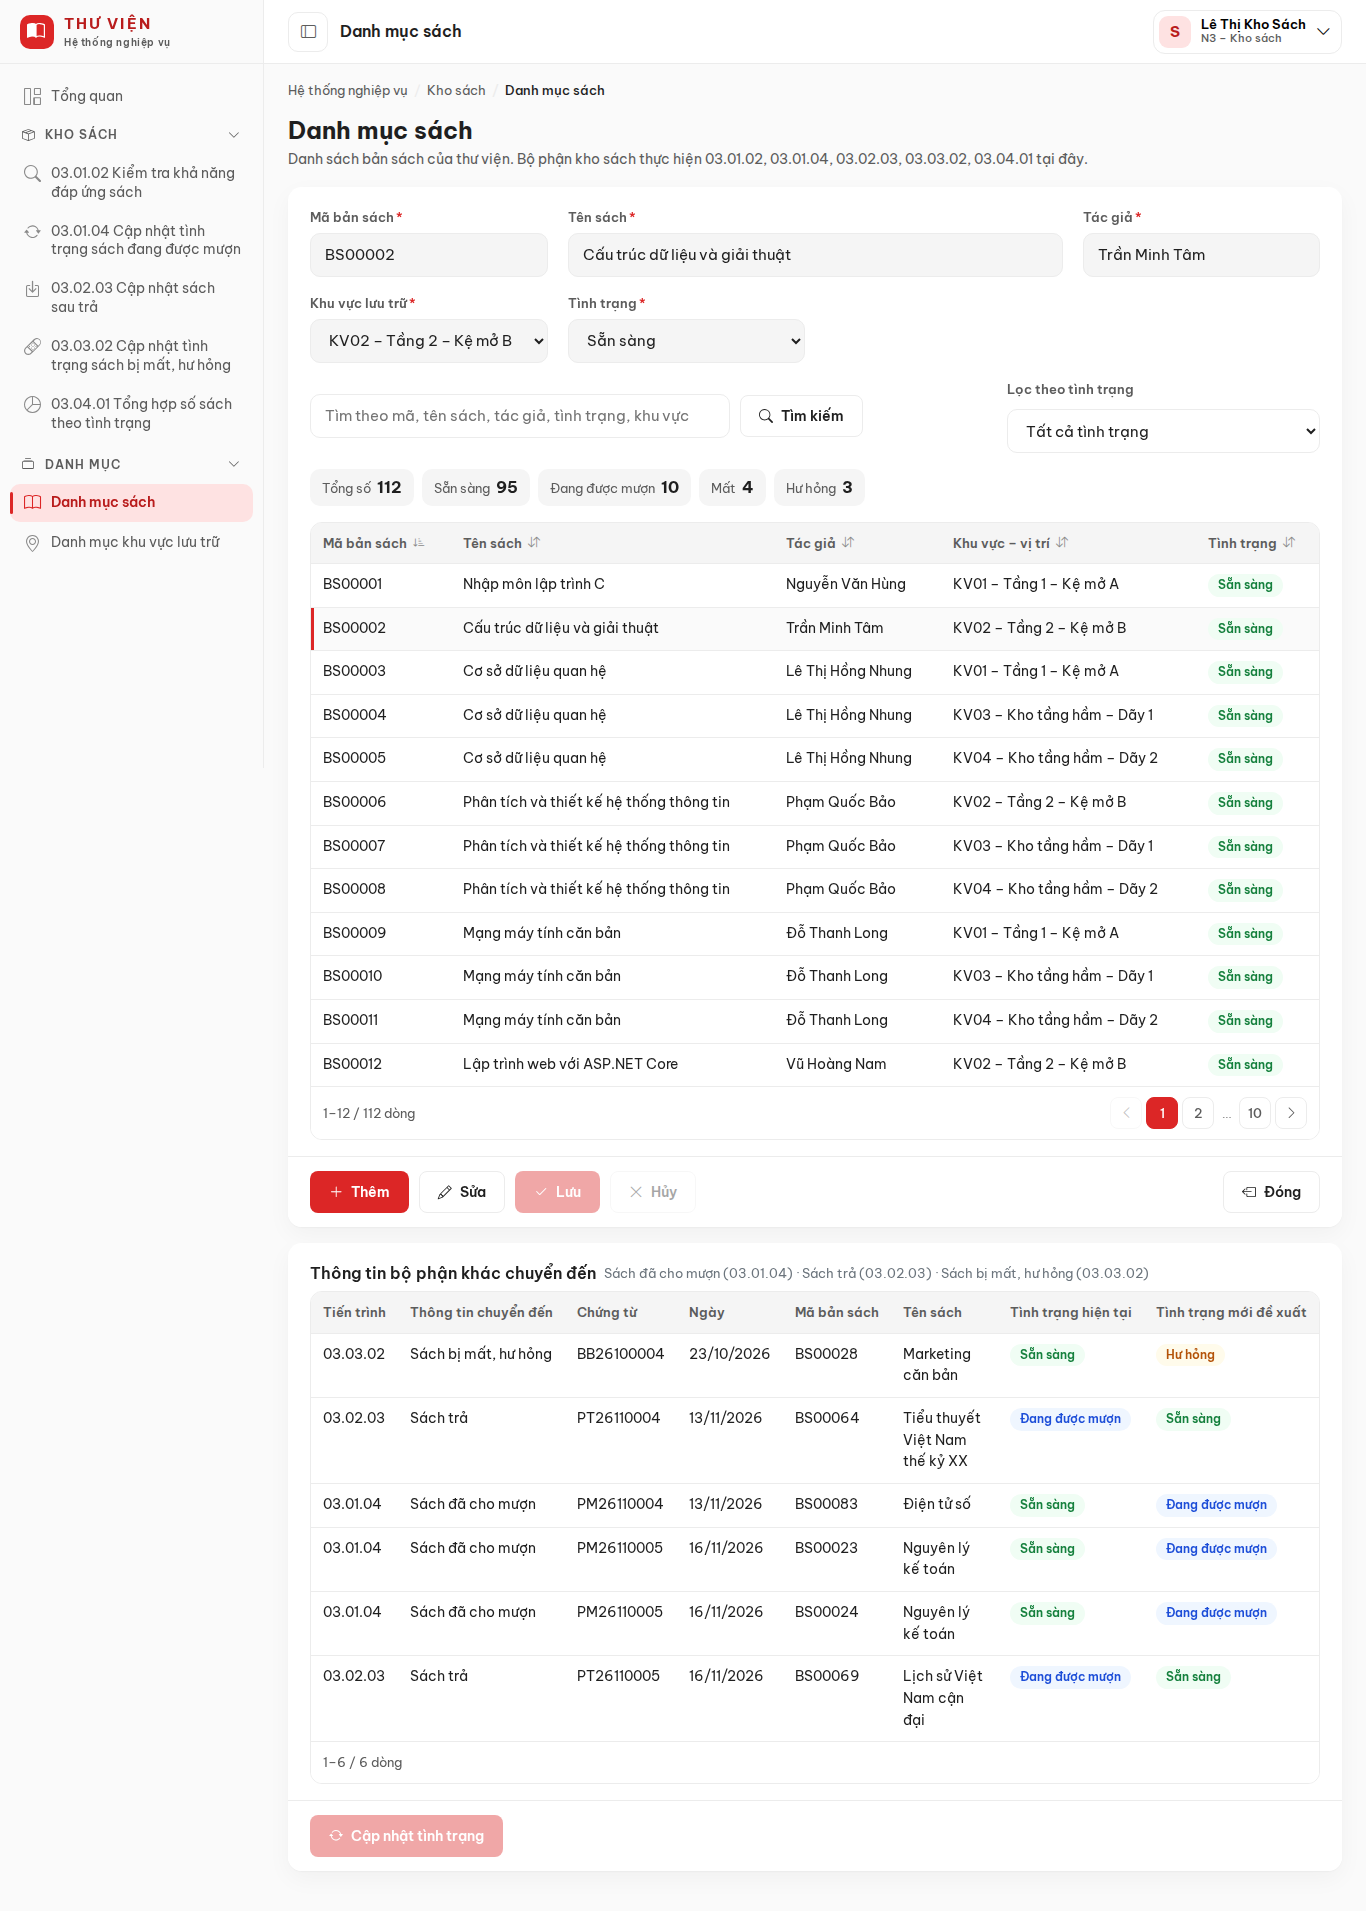 THƯ VIỆN
Hệ thống nghiệp vụ
Danh mục sách
S
Lê Thị Kho Sách
N3 – Kho sách
Tổng quan
KHO SÁCH
03.01.02 Kiểm tra khả năng
đáp ứng sách
03.01.04 Cập nhật tình
trạng sách đang được mượn
03.02.03 Cập nhật sách
sau trả
03.03.02 Cập nhật tình
trạng sách bị mất, hư hỏng
03.04.01 Tổng hợp số sách
theo tình trạng
DANH MỤC
Danh mục sách
Danh mục khu vực lưu trữ
Hệ thống nghiệp vụ / Kho sách / Danh mục sách
Danh mục sách
Danh sách bản sách của thư viện. Bộ phận kho sách thực hiện 03.01.02, 03.01.04, 03.02.03, 03.03.02, 03.04.01 tại đây.
Mã bản sách * Tên sách * Tác giả *
BS00002 Cấu trúc dữ liệu và giải thuật Trần Minh Tâm
Khu vực lưu trữ * Tình trạng *
KV02 – Tầng 2 – Kệ mở B Sẵn sàng
Lọc theo tình trạng
Tìm theo mã, tên sách, tác giả, tình trạng, khu vực Tìm kiếm Tất cả tình trạng
Tổng số 112 Sẵn sàng 95 Đang được mượn 10 Mất 4 Hư hỏng 3
Mã bản sách Tên sách Tác giả Khu vực – vị trí Tình trạng
BS00001 Nhập môn lập trình C Nguyễn Văn Hùng KV01 – Tầng 1 – Kệ mở A Sẵn sàng
BS00002 Cấu trúc dữ liệu và giải thuật Trần Minh Tâm KV02 – Tầng 2 – Kệ mở B Sẵn sàng
BS00003 Cơ sở dữ liệu quan hệ Lê Thị Hồng Nhung KV01 – Tầng 1 – Kệ mở A Sẵn sàng
BS00004 Cơ sở dữ liệu quan hệ Lê Thị Hồng Nhung KV03 – Kho tầng hầm – Dãy 1 Sẵn sàng
BS00005 Cơ sở dữ liệu quan hệ Lê Thị Hồng Nhung KV04 – Kho tầng hầm – Dãy 2 Sẵn sàng
BS00006 Phân tích và thiết kế hệ thống thông tin Phạm Quốc Bảo KV02 – Tầng 2 – Kệ mở B Sẵn sàng
BS00007 Phân tích và thiết kế hệ thống thông tin Phạm Quốc Bảo KV03 – Kho tầng hầm – Dãy 1 Sẵn sàng
BS00008 Phân tích và thiết kế hệ thống thông tin Phạm Quốc Bảo KV04 – Kho tầng hầm – Dãy 2 Sẵn sàng
BS00009 Mạng máy tính căn bản Đỗ Thanh Long KV01 – Tầng 1 – Kệ mở A Sẵn sàng
BS00010 Mạng máy tính căn bản Đỗ Thanh Long KV03 – Kho tầng hầm – Dãy 1 Sẵn sàng
BS00011 Mạng máy tính căn bản Đỗ Thanh Long KV04 – Kho tầng hầm – Dãy 2 Sẵn sàng
BS00012 Lập trình web với ASP.NET Core Vũ Hoàng Nam KV02 – Tầng 2 – Kệ mở B Sẵn sàng
1–12 / 112 dòng 1 2 … 10
Thêm Sửa Lưu Hủy Đóng
Thông tin bộ phận khác chuyển đến Sách đã cho mượn (03.01.04) · Sách trả (03.02.03) · Sách bị mất, hư hỏng (03.03.02)
Tiến trình Thông tin chuyển đến Chứng từ Ngày Mã bản sách Tên sách Tình trạng hiện tại Tình trạng mới đề xuất
03.03.02 Sách bị mất, hư hỏng BB26100004 23/10/2026 BS00028 Marketing Sẵn sàng Hư hỏng
căn bản
03.02.03 Sách trả PT26110004 13/11/2026 BS00064 Tiểu thuyết Đang được mượn Sẵn sàng
Việt Nam
thế kỷ XX
03.01.04 Sách đã cho mượn PM26110004 13/11/2026 BS00083 Điện tử số Sẵn sàng Đang được mượn
03.01.04 Sách đã cho mượn PM26110005 16/11/2026 BS00023 Nguyên lý Sẵn sàng Đang được mượn
kế toán
03.01.04 Sách đã cho mượn PM26110005 16/11/2026 BS00024 Nguyên lý Sẵn sàng Đang được mượn
kế toán
03.02.03 Sách trả PT26110005 16/11/2026 BS00069 Lịch sử Việt Đang được mượn Sẵn sàng
Nam cận
đại
1–6 / 6 dòng
Cập nhật tình trạng